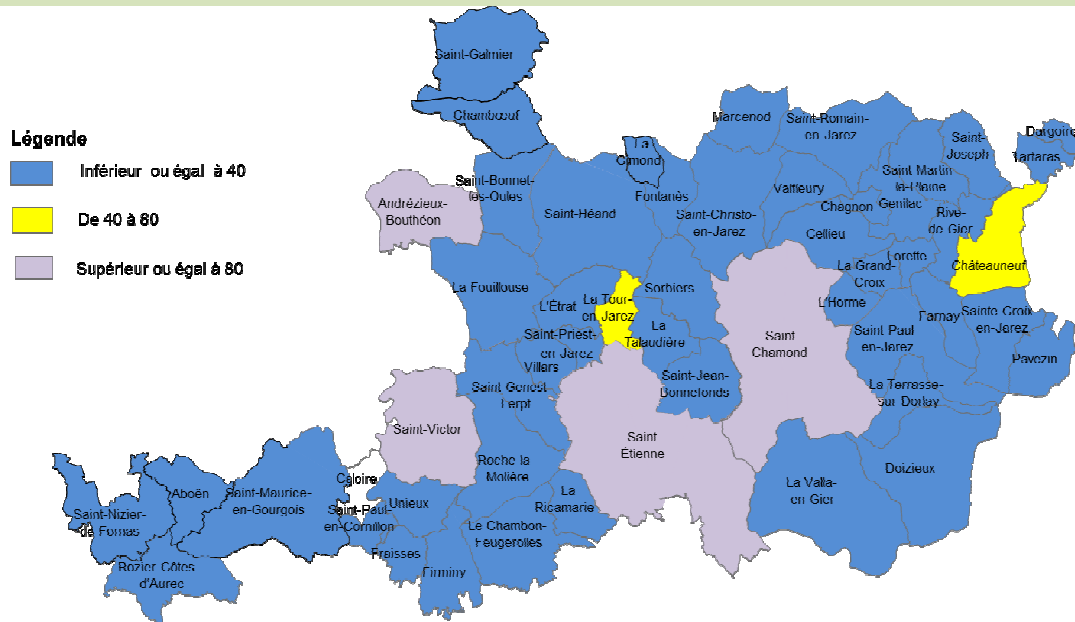 Légende
Inférieur ou égal à 40
De 40 à 80
Supérieur ou égal à 80
Saint-Galmier
Chambœuf
Andrézieux-
Bouthéon
Saint-Bonnet-
les-Oules
Saint-Héand
La
Gimond
Fontanès
Marcenod
Saint-Romain-
en-Jarez
Saint-Christo-
en-Jarez
Valfleury
Chagnon
Cellieu
Saint Martin
la-Plaine
Genilac
Saint-
Joseph
Dargoire
Tartaras
Rive-
de-Gier
Châteauneuf
La Grand-
Croix
Lorette
L'Horme
Farnay
Sainte-Croix-
en-Jerez
Pavezin
Saint Paul
en-Jarez
La Terrasse-
sur-Dorlay
Doizieux
La Valla-
en Gier
Saint
Chamond
La Fouillouse
L'Étrat
La Tour-
en-Jarez
Sorbiers
La
Talaudière
Saint-Priest-
en-Jarez
Villars
Saint-Jean-
Bonnefonds
Saint Genest
Lerpt
Saint-Victor
Saint
Étienne
Roche la
Molière
La
Ricamarie
Le Chambon-
Feugerolles
Caloire
Unieux
Saint-Paul-
en-Cornillon
Fraisses
Firminy
Saint-Maurice-
en-Gourgois
Aboën
Saint-Nizier-
de Fornas
Rozier-Côtes-
d'Aurec